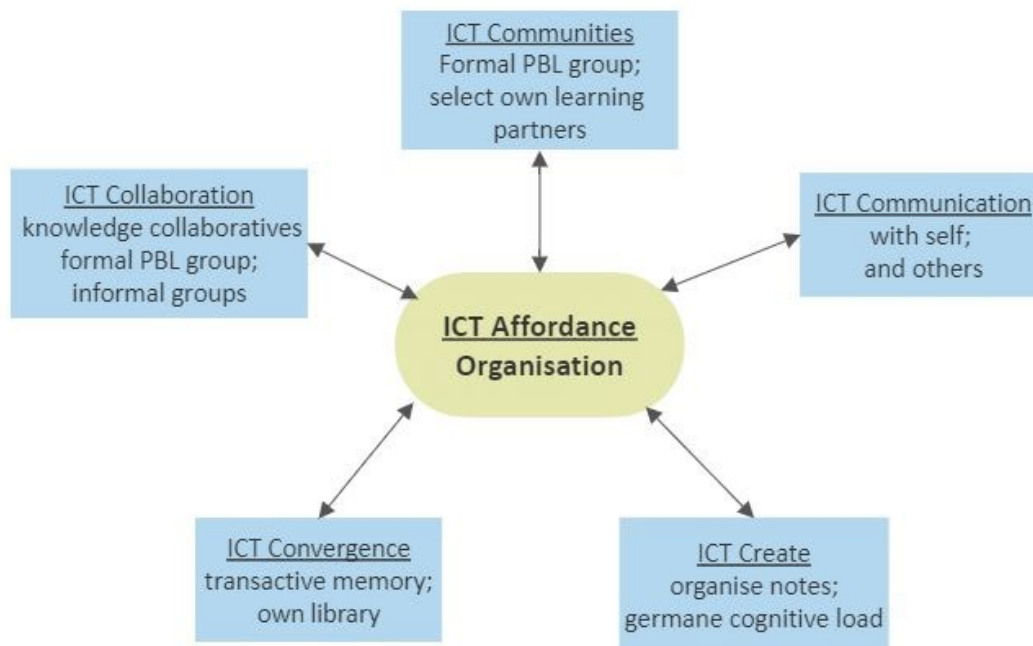 ICT Communities
Formal PBL group;
select own learning
partners
ICT Collaboration
knowledge collaboratives
formal PBL group;
informal groups
ICT Communication
with self;
and others
ICT Affordance
Organisation
ICT Convergence
transactive memory;
own library
ICT Create
organise notes;
germane cognitive load